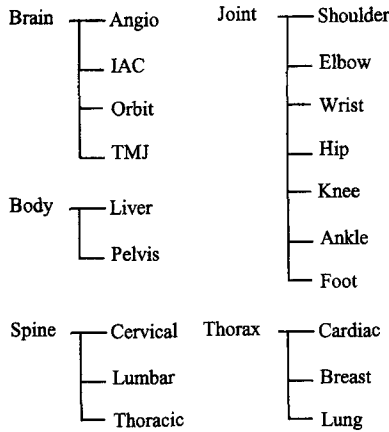 Brain Angio
IAC
Orbit
TMJ
Body Liver
Pelvis
Spine Cervical
Lumbar
Thoracic
Joint Shoulder
Elbow
Wrist
Hip
Knee
Ankle
Foot
Thorax Cardiac
Breast
Lung